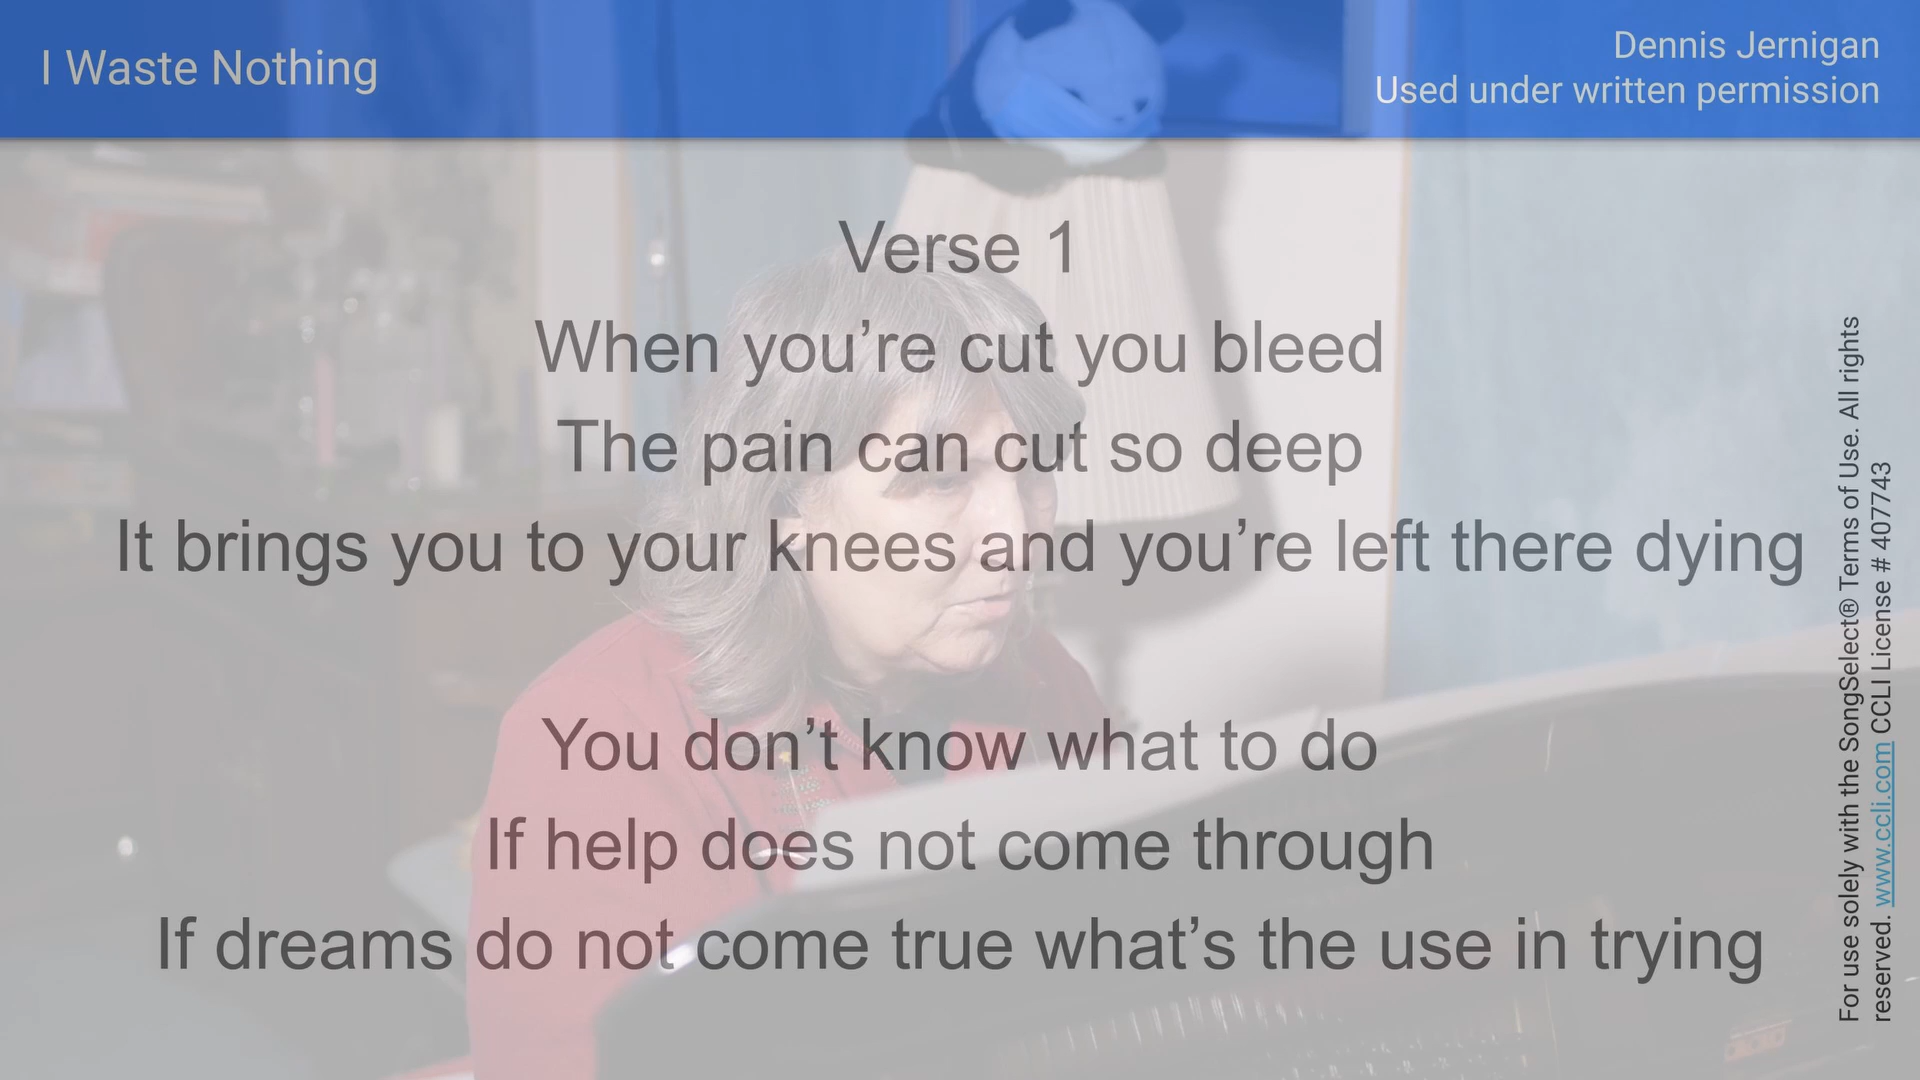 I Waste Nothing
Dennis Jernigan
Used under written permission
Verse 1
When you’re cut you bleed
The pain can cut so deep
It brings you to your knees and you’re left there dying
You don’t know what to do
If help does not come through
If dreams do not come true what’s the use in trying
For use solely with the SongSelect® Terms of Use. All rights
reserved. www.ccli.com CCLI License # 407743